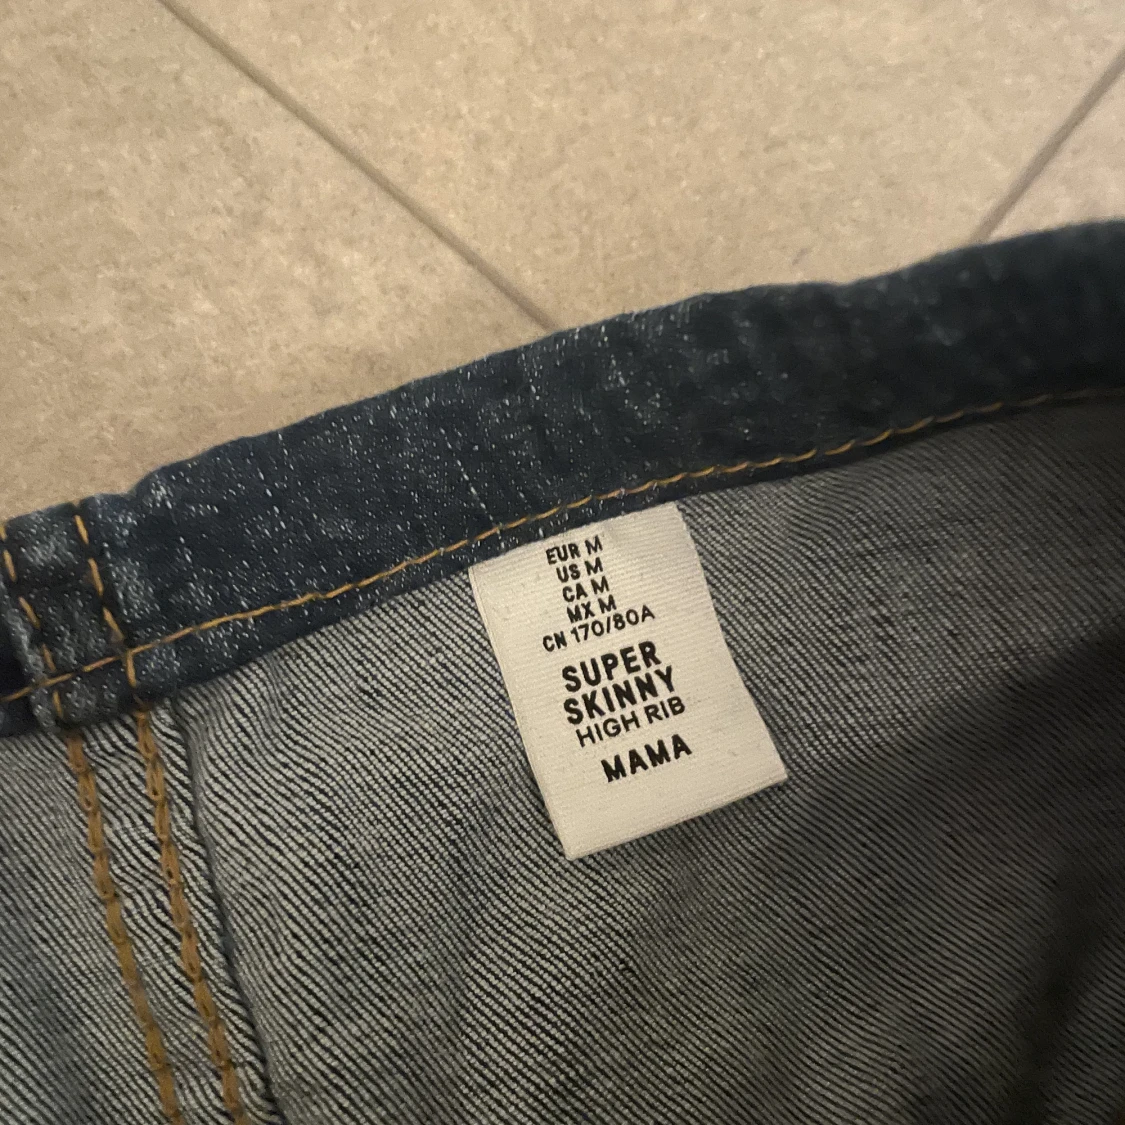 EUR M
US M
CA M
MX M
CN 170/80A
SUPER
SKINNY
HIGH RIB
MAMA